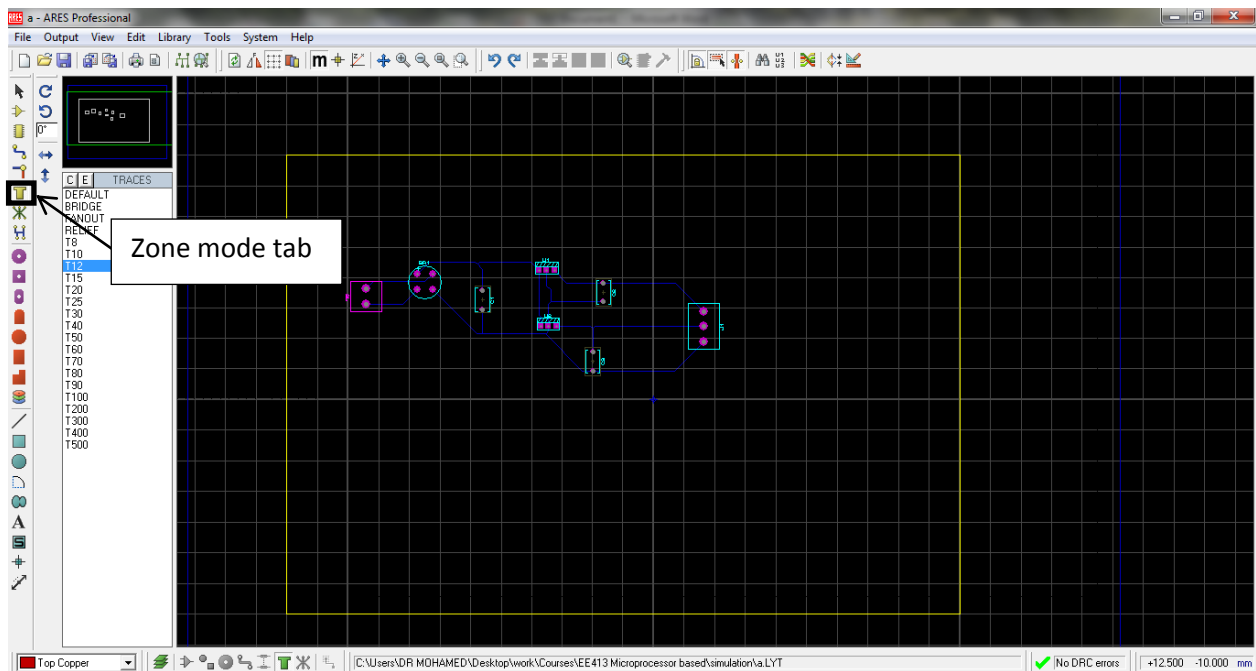 ARES a - ARES Professional
File Output View Edit Library Tools System Help
m
0°
C E TRACES
DEFAULT
BRIDGE
FANOUT
RELIEF
T8
T10
T12
T15
T20
T25
T30
T40
T50
T60
T70
T80
T90
T100
T200
T300
T400
T500
Zone mode tab
A
S
Top Copper
C:\Users\DR MOHAMED\Desktop\work\Courses\EE413 Microprocessor based\simulation\a.LYT
No DRC errors
+12.500 -10.000 mm